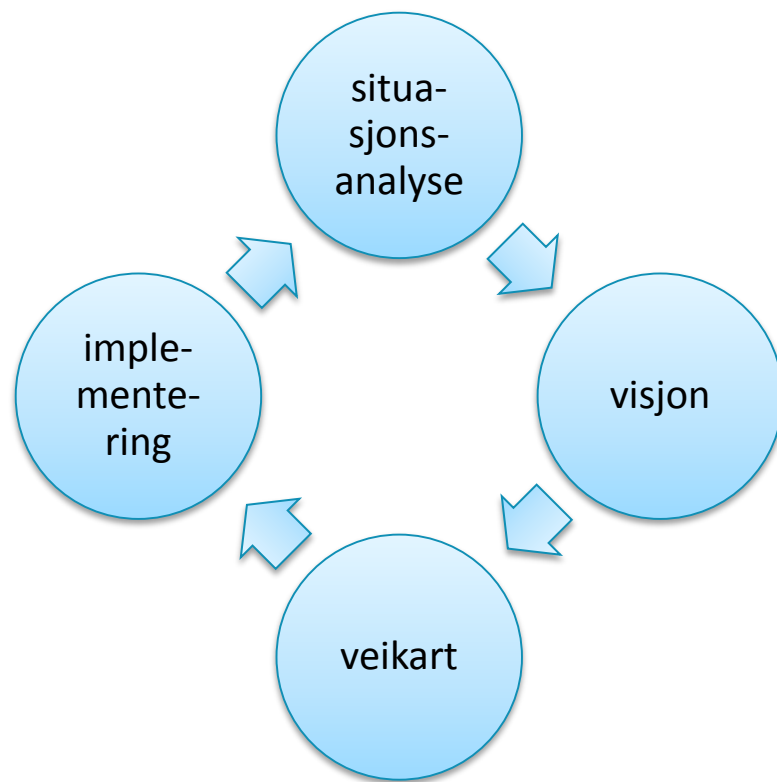 situa-
sjons-
analyse
visjon
veikart
imple-
mente-
ring